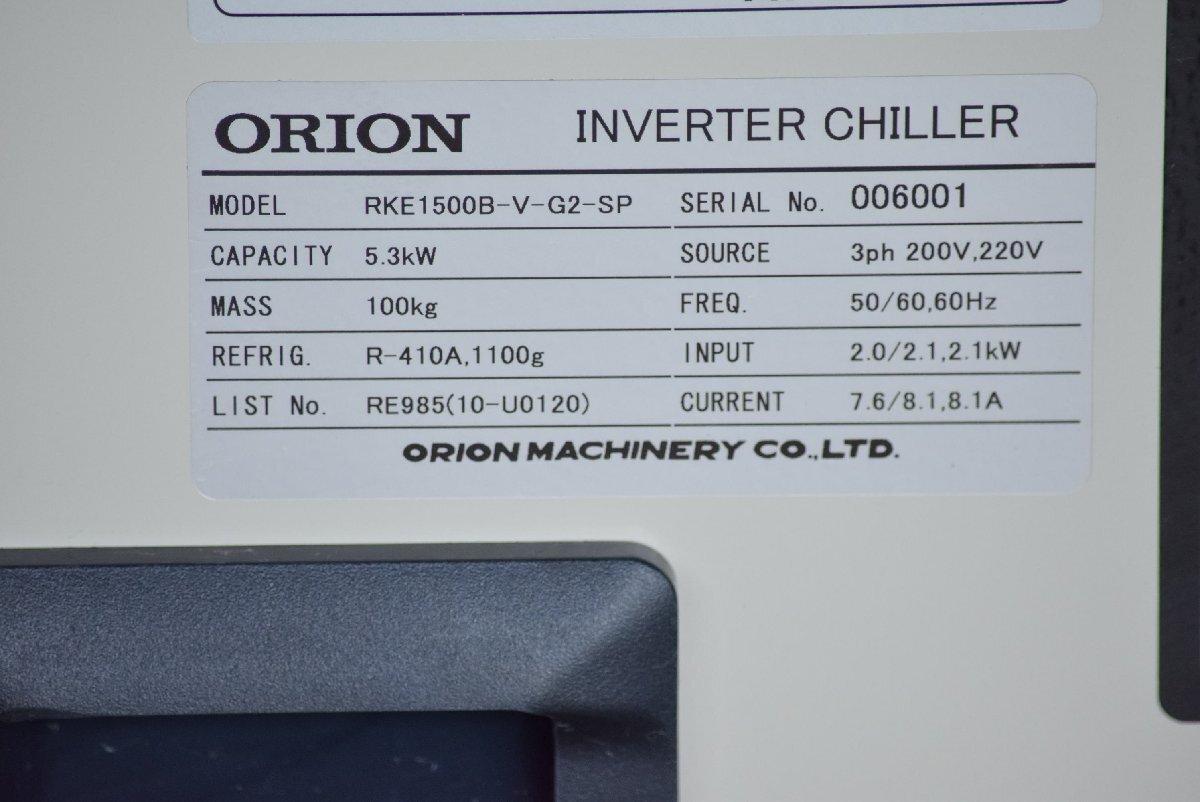 ORION INVERTER CHILLER
MODEL RKE1500B-V-G2-SP SERIAL No. 006001
CAPACITY 5.3kW SOURCE 3ph 200V,220V
MASS 100kg FREQ. 50/60,60Hz
REFRIG. R-410A,1100g INPUT 2.0/2.1,2.1kW
LIST No. RE985(10-U0120) CURRENT 7.6/8.1,8.1A
ORION MACHINERY CO.,LTD.